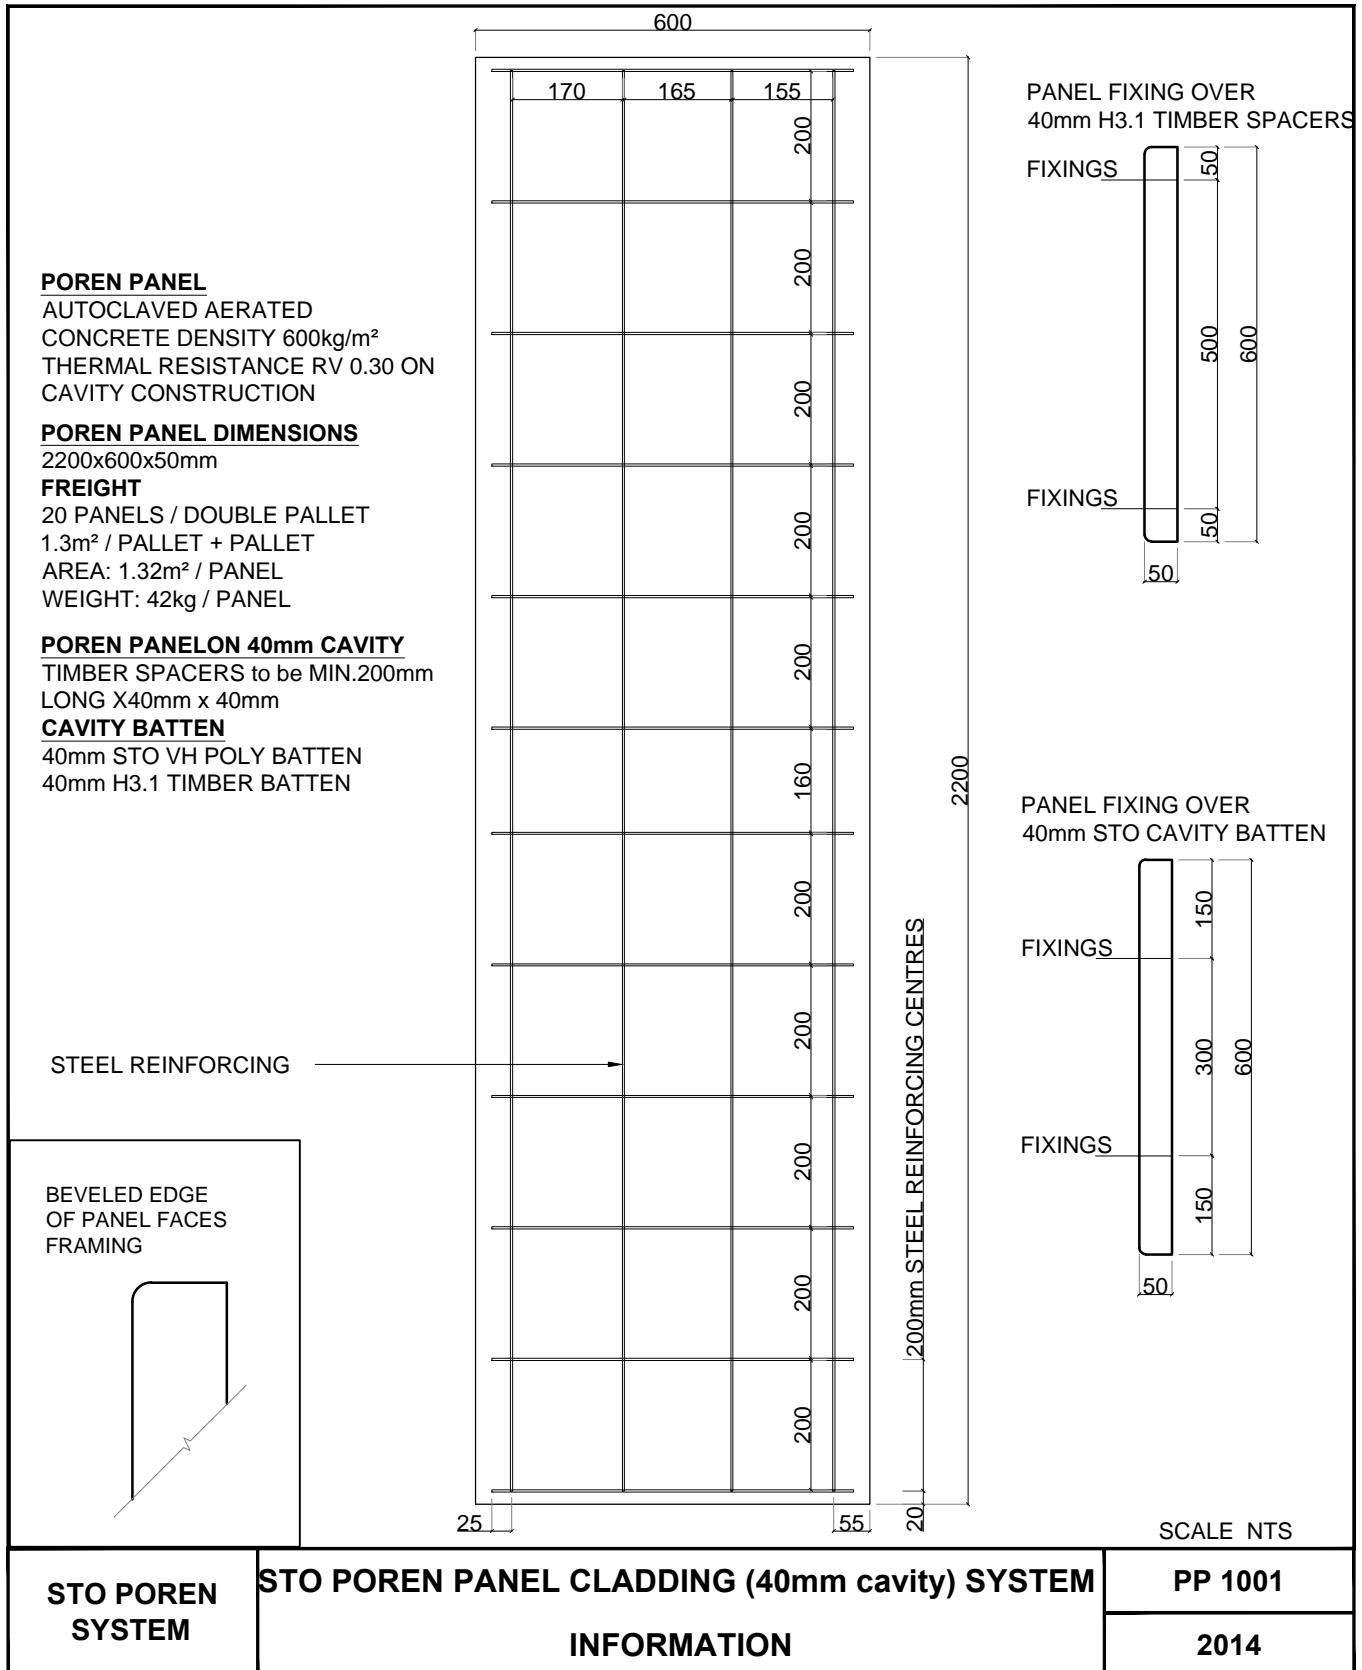 600
170 165 155
200
200
200
200
200
160
200
200
200
200
200
2200
200mm STEEL REINFORCING CENTRES
20
25
55
POREN PANEL
AUTOCLAVED AERATED
CONCRETE DENSITY 600kg/m²
THERMAL RESISTANCE RV 0.30 ON
CAVITY CONSTRUCTION
POREN PANEL DIMENSIONS
2200x600x50mm
FREIGHT
20 PANELS / DOUBLE PALLET
1.3m² / PALLET + PALLET
AREA: 1.32m² / PANEL
WEIGHT: 42kg / PANEL
POREN PANELON 40mm CAVITY
TIMBER SPACERS to be MIN.200mm
LONG X40mm x 40mm
CAVITY BATTEN
40mm STO VH POLY BATTEN
40mm H3.1 TIMBER BATTEN
STEEL REINFORCING
BEVELED EDGE
OF PANEL FACES
FRAMING
PANEL FIXING OVER
40mm H3.1 TIMBER SPACERS
FIXINGS
50
500
600
FIXINGS
50
50
PANEL FIXING OVER
40mm STO CAVITY BATTEN
150
FIXINGS
300
600
FIXINGS
150
50
SCALE NTS
STO POREN
SYSTEM
STO POREN PANEL CLADDING (40mm cavity) SYSTEM
INFORMATION
PP 1001
2014